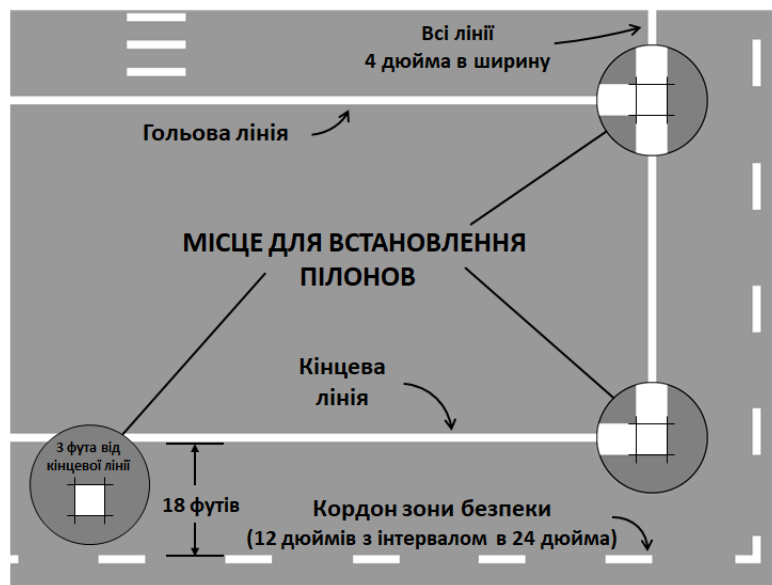 Всі лінії
4 дюйма в ширину
Гольова лінія
МІСЦЕ ДЛЯ ВСТАНОВЛЕННЯ
ПІЛОНОВ
Кінцева
лінія
3 фута від
кінцевої лінії
18 футів
Кордон зони безпеки
(12 дюймів з інтервалом в 24 дюйма)